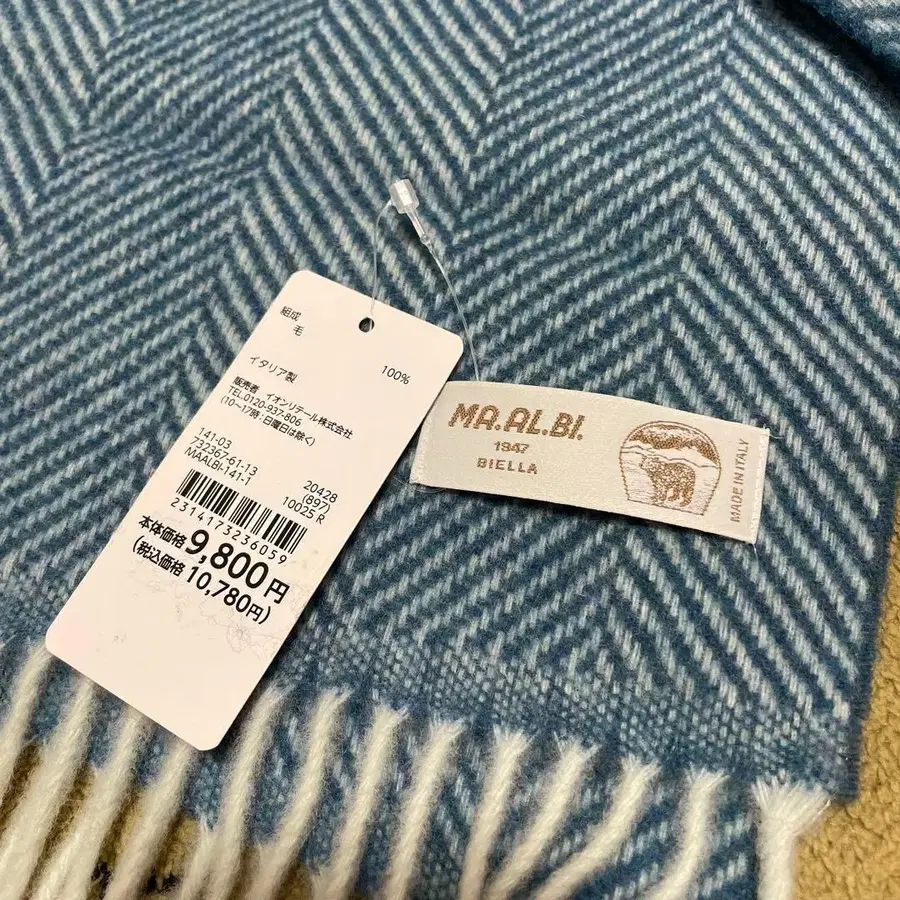 組成
毛 100%
イタリア製
販売者 イオンリテール株式会社
TEL.0120-937-806
(10~17時:日曜日は除く)
141-03
732367-61-13 20428
MAALBI-141-1 (897)
10025 R
2314173236059
本体価格9,800円
(税込価格10,780円)
MA.AL.BI.
1947
BIELLA
MADE IN ITALY